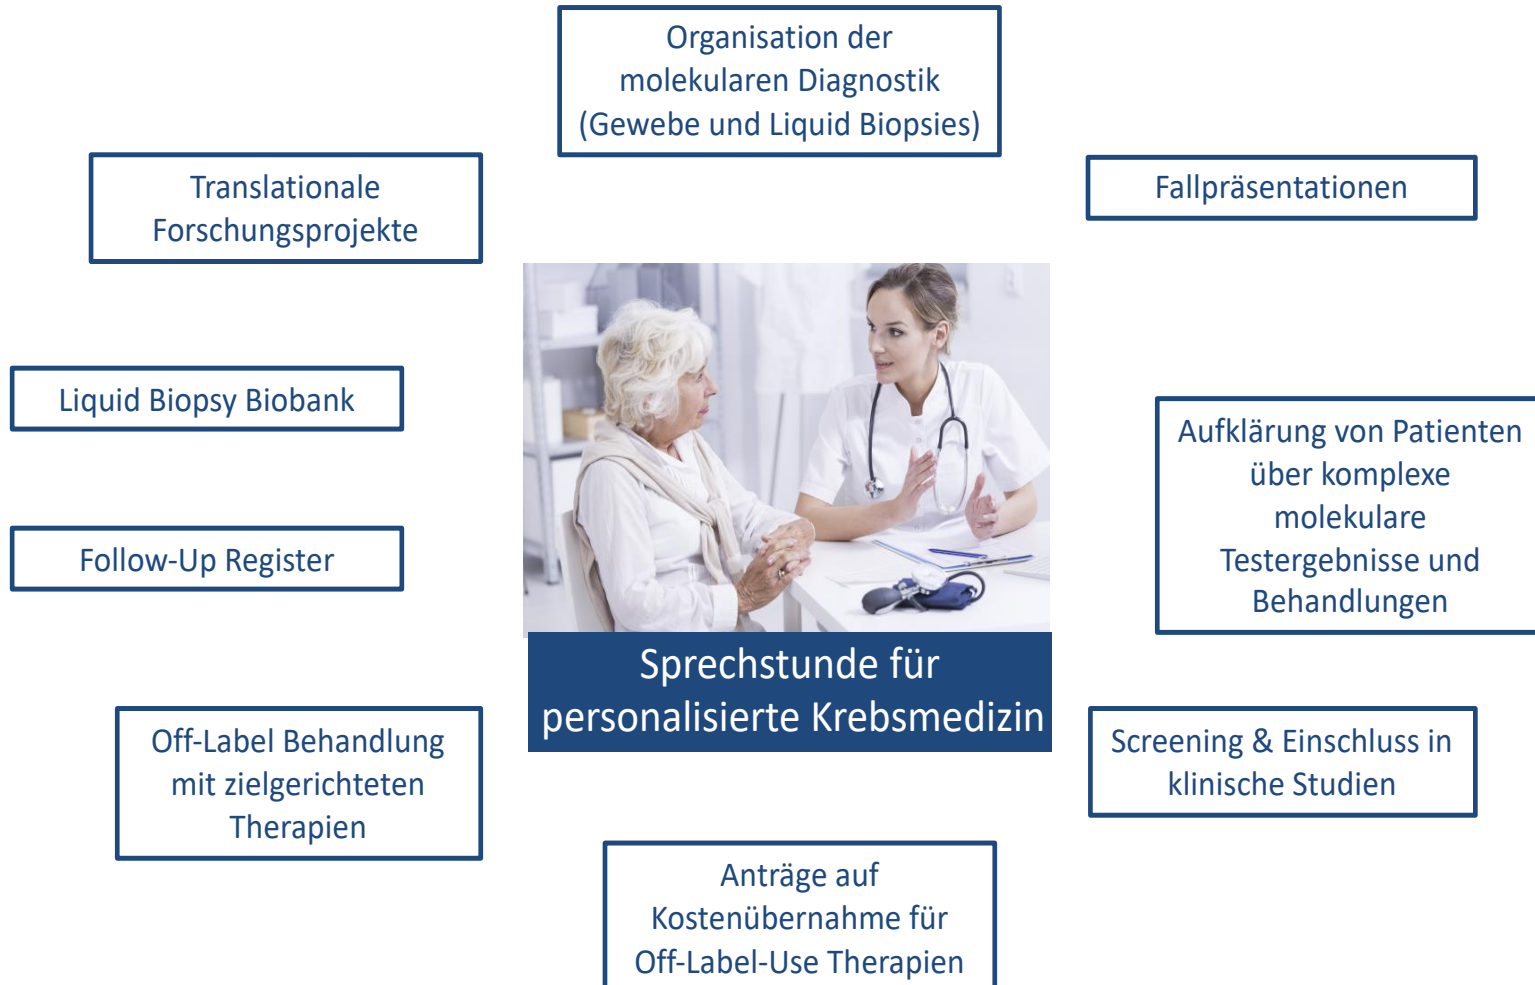 Organisation der
molekularen Diagnostik
(Gewebe und Liquid Biopsies)
Translationale
Forschungsprojekte
Fallpräsentationen
Liquid Biopsy Biobank
Aufklärung von Patienten
über komplexe
molekulare
Testergebnisse und
Behandlungen
Follow-Up Register
Sprechstunde für
personalisierte Krebsmedizin
Off-Label Behandlung
mit zielgerichteten
Therapien
Screening & Einschluss in
klinische Studien
Anträge auf
Kostenübernahme für
Off-Label-Use Therapien